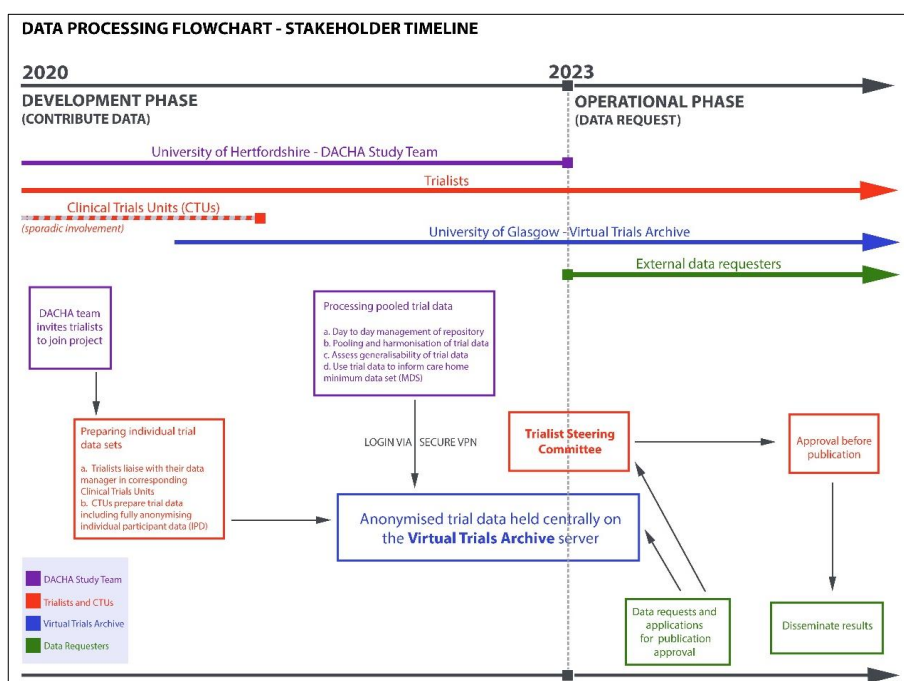 DATA PROCESSING FLOWCHART - STAKEHOLDER TIMELINE
2020
2023
DEVELOPMENT PHASE
(CONTRIBUTE DATA)
OPERATIONAL PHASE
(DATA REQUEST)
University of Hertfordshire - DACHA Study Team
Trialists
Clinical Trials Units (CTUs)
(sporadic involvement)
University of Glasgow - Virtual Trials Archive
External data requesters
DACHA team
invites trialists
to join project
Processing pooled trial data
a. Day to day management of repository
b. Pooling and harmonisation of trial data
c. Assess generalisability of trial data
d. Use trial data to inform care home
minimum data set (MDS)
Preparing individual trial
data sets
a. Trialists liaise with their data
manager in corresponding
Clinical Trials Units
b. CTUs prepare trial data
including fully anonymising
individual participant data (IPD)
LOGIN VIA SECURE VPN
Trialist Steering
Committee
Approval before
publication
Anonymised trial data held centrally on
the Virtual Trials Archive server
DACHA Study Team
Trialists and CTUs
Virtual Trials Archive
Data Requesters
Data requests and
applications
for publication
approval
Disseminate results